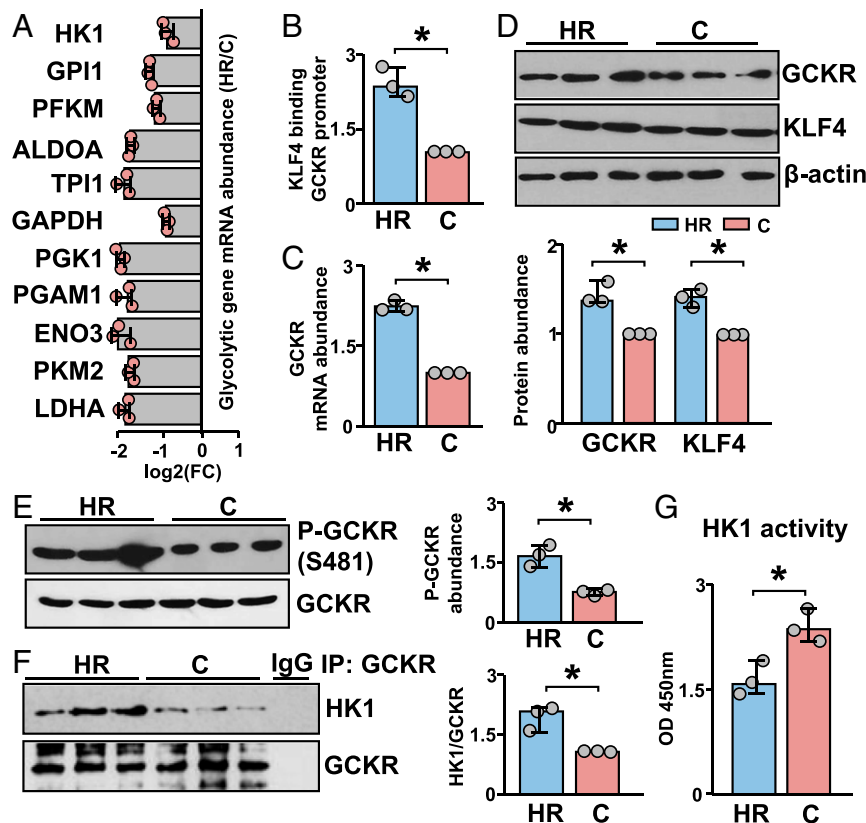 A
HK1
GPI1
PFKM
ALDOA
TPI1
GAPDH
PGK1
PGAM1
ENO3
PKM2
LDHA
-2 -1 0 1
log2(FC)
Glycolytic gene mRNA abundance (HR/C)
B
KLF4 binding
GCKR promoter
3
1.5
0
*
HR C
C
GCKR
mRNA abundance
3
1.5
0
*
HR C
D
HR C
GCKR
KLF4
β-actin
HR C
Protein abundance
2
1
0
* *
GCKR KLF4
E
HR C
P-GCKR
(S481)
GCKR
P-GCKR
abundance
3
1.5
0
*
HR C
F
HR C IgG IP: GCKR
HK1
GCKR
HK1/GCKR
3
1.5
0
*
HR C
G
HK1 activity
OD 450nm
3
1.5
0
*
HR C